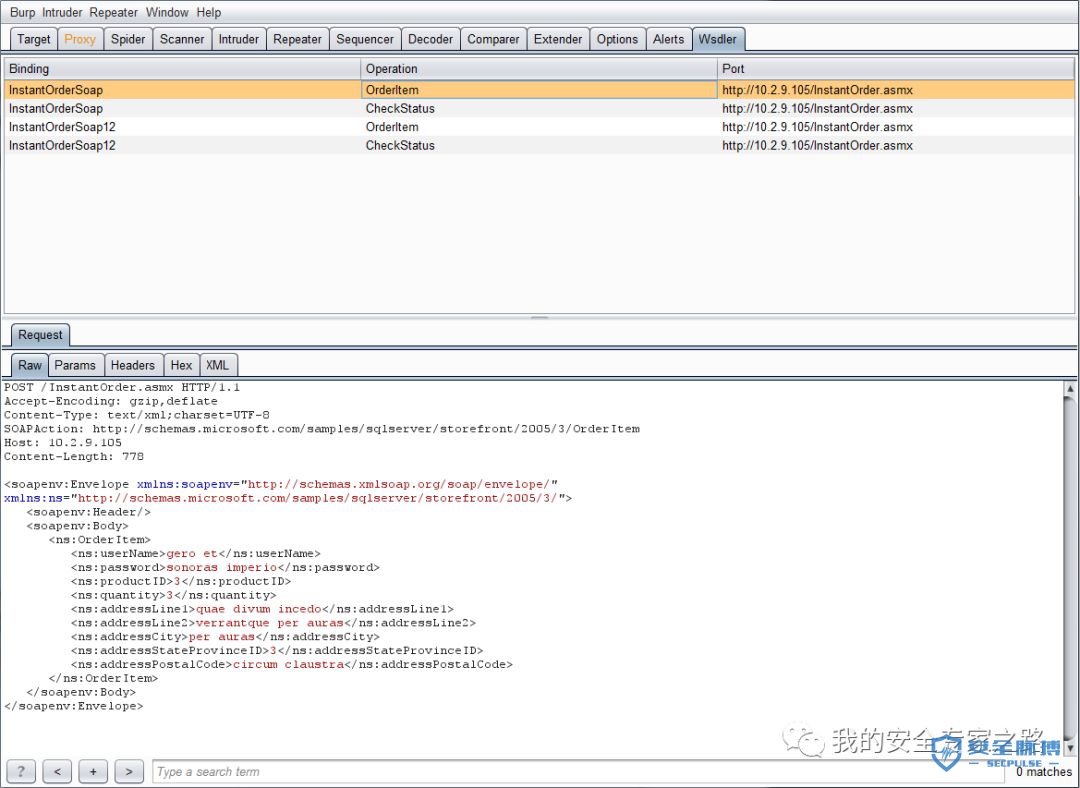 Burp Intruder Repeater Window Help
Target Proxy Spider Scanner Intruder Repeater Sequencer Decoder Comparer Extender Options Alerts Wsdler
Binding Operation Port
InstantOrderSoap OrderItem http://10.2.9.105/InstantOrder.asmx
InstantOrderSoap CheckStatus http://10.2.9.105/InstantOrder.asmx
InstantOrderSoap12 OrderItem http://10.2.9.105/InstantOrder.asmx
InstantOrderSoap12 CheckStatus http://10.2.9.105/InstantOrder.asmx
Request
Raw Params Headers Hex XML
POST /InstantOrder.asmx HTTP/1.1
Accept-Encoding: gzip,deflate
Content-Type: text/xml;charset=UTF-8
SOAPAction: http://schemas.microsoft.com/samples/sqlserver/storefront/2005/3/OrderItem
Host: 10.2.9.105
Content-Length: 778
<soapenv:Envelope xmlns:soapenv="http://schemas.xmlsoap.org/soap/envelope/"
xmlns:ns="http://schemas.microsoft.com/samples/sqlserver/storefront/2005/3/">
<soapenv:Header/>
<soapenv:Body>
<ns:OrderItem>
<ns:userName>gero et</ns:userName>
<ns:password>sonoras imperio</ns:password>
<ns:productID>3</ns:productID>
<ns:quantity>3</ns:quantity>
<ns:addressLine1>quae divum incedo</ns:addressLine1>
<ns:addressLine2>verrantque per auras</ns:addressLine2>
<ns:addressCity>per auras</ns:addressCity>
<ns:addressStateProvinceID>3</ns:addressStateProvinceID>
<ns:addressPostalCode>circum claustra</ns:addressPostalCode>
</ns:OrderItem>
</soapenv:Body>
</soapenv:Envelope>
我的安全专家之路
安全脉搏
SECPULSE
? < + > Type a search term 0 matches